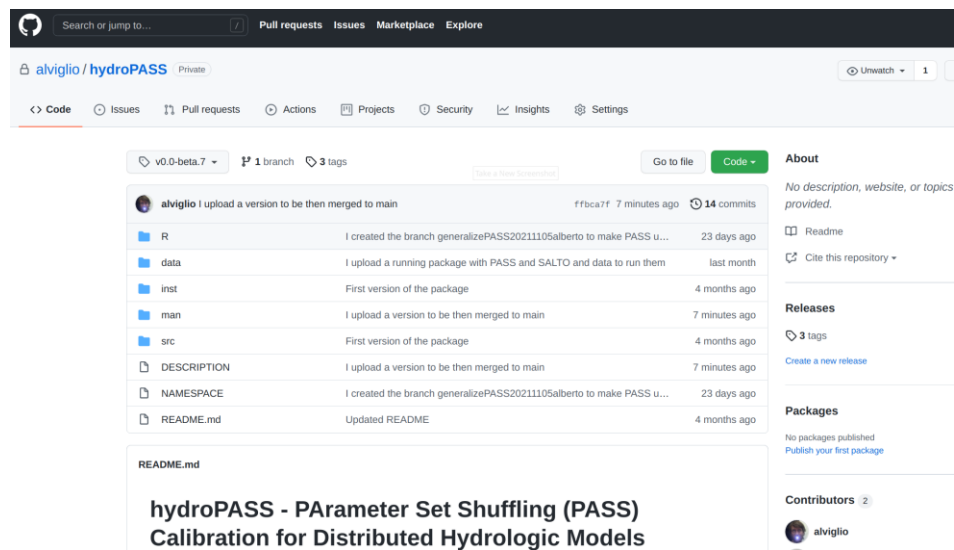 Search or jump to... / Pull requests Issues Marketplace Explore
alviglio / hydroPASS Private Unwatch 1
Code Issues Pull requests Actions Projects Security Insights Settings
v0.0-beta.7 1 branch 3 tags Go to file Code
Take a New Screenshot
alviglio I upload a version to be then merged to main ffbca7f 7 minutes ago 14 commits
R I created the branch generalizePASS20211105alberto to make PASS u... 23 days ago
data I upload a running package with PASS and SALTO and data to run them last month
inst First version of the package 4 months ago
man I upload a version to be then merged to main 7 minutes ago
src First version of the package 4 months ago
DESCRIPTION I upload a version to be then merged to main 7 minutes ago
NAMESPACE I created the branch generalizePASS20211105alberto to make PASS u... 23 days ago
README.md Updated README 4 months ago
README.md
hydroPASS - PArameter Set Shuffling (PASS)
Calibration for Distributed Hydrologic Models
About
No description, website, or topics
provided.
Readme
Cite this repository
Releases
3 tags
Create a new release
Packages
No packages published
Publish your first package
Contributors 2
alviglio